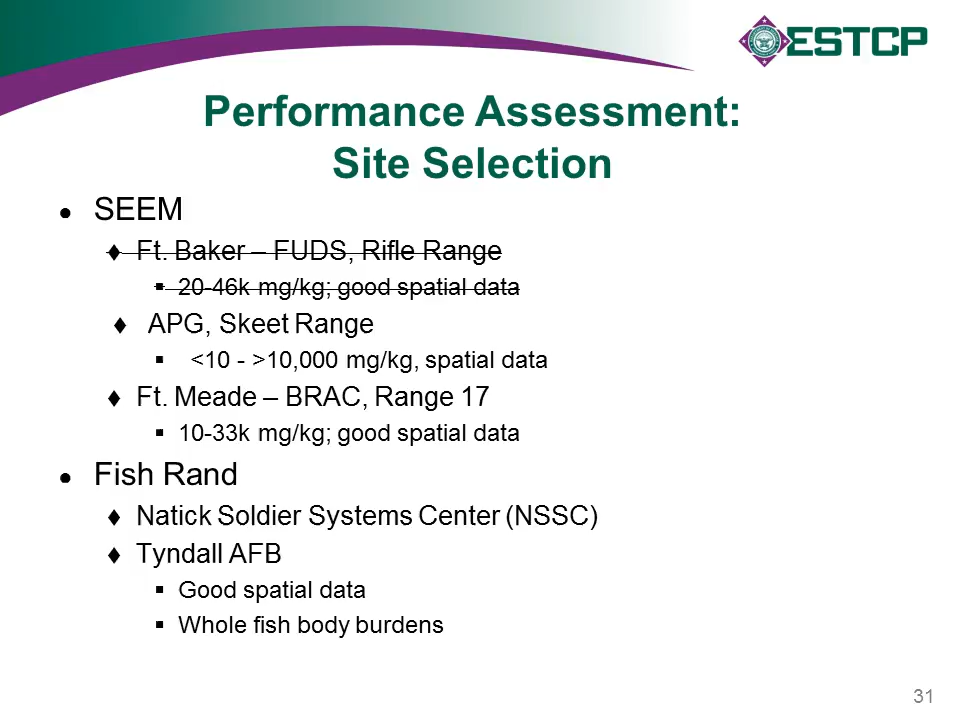 ESTCP
Performance Assessment:
Site Selection
● SEEM
♦ Ft. Baker – FUDS, Rifle Range
▪ 20-46k mg/kg; good spatial data
♦ APG, Skeet Range
▪ <10 - >10,000 mg/kg, spatial data
♦ Ft. Meade – BRAC, Range 17
▪ 10-33k mg/kg; good spatial data
● Fish Rand
♦ Natick Soldier Systems Center (NSSC)
♦ Tyndall AFB
▪ Good spatial data
▪ Whole fish body burdens
31